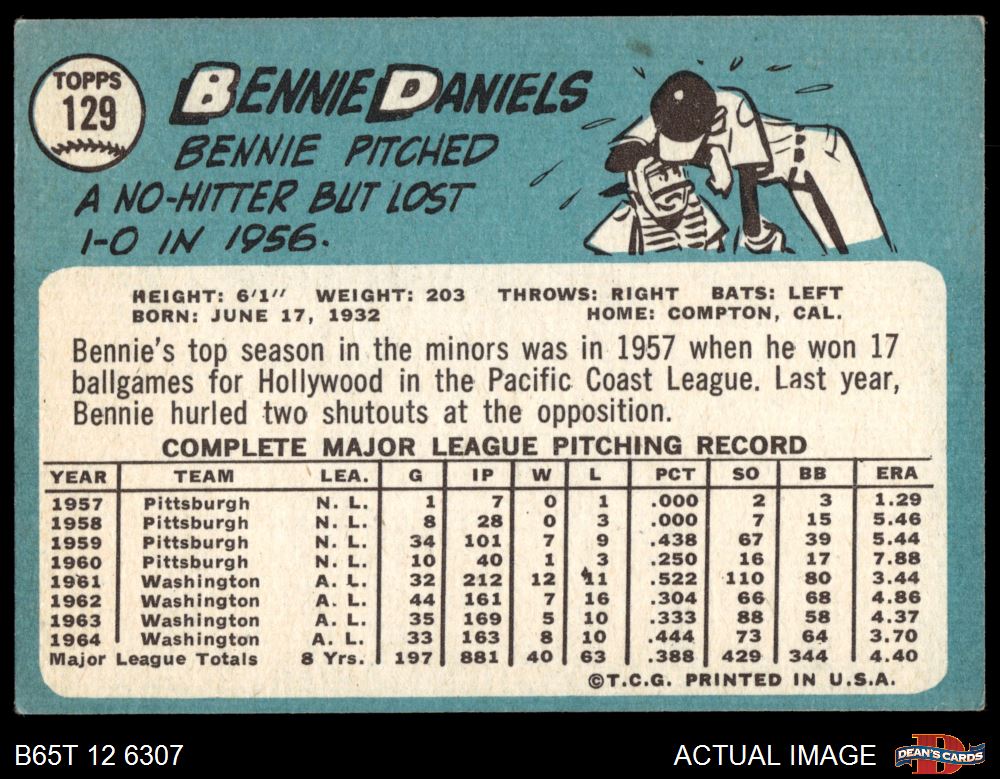 TOPPS
129
BENNIE DANIELS
BENNIE PITCHED
A NO-HITTER BUT LOST
1-0 IN 1956.
HEIGHT: 6'1" WEIGHT: 203 THROWS: RIGHT BATS: LEFT
BORN: JUNE 17, 1932 HOME: COMPTON, CAL.
Bennie's top season in the minors was in 1957 when he won 17
ballgames for Hollywood in the Pacific Coast League. Last year,
Bennie hurled two shutouts at the opposition.
COMPLETE MAJOR LEAGUE PITCHING RECORD
YEAR TEAM LEA. G IP W L PCT SO BB ERA
1957 Pittsburgh N. L. 1 7 0 1 .000 2 3 1.29
1958 Pittsburgh N. L. 8 28 0 3 .000 7 15 5.46
1959 Pittsburgh N. L. 34 101 7 9 .438 67 39 5.44
1960 Pittsburgh N. L. 10 40 1 3 .250 16 17 7.88
1961 Washington A. L. 32 212 12 11 .522 110 80 3.44
1962 Washington A. L. 44 161 7 16 .304 66 68 4.86
1963 Washington A. L. 35 169 5 10 .333 88 58 4.37
1964 Washington A. L. 33 163 8 10 .444 73 64 3.70
Major League Totals 8 Yrs. 197 881 40 63 .388 429 344 4.40
©T.C.G. PRINTED IN U.S.A.
B65T 12 6307 ACTUAL IMAGE DEAN'S CARDS